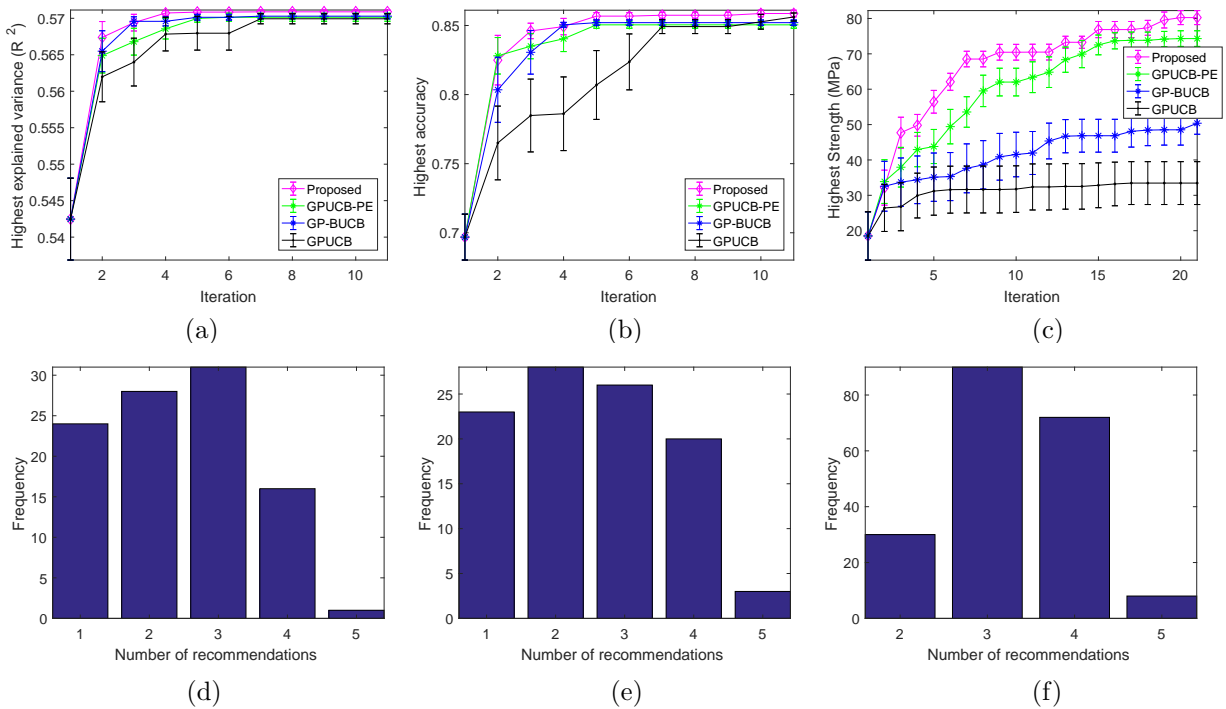 0.57
0.565
0.56
0.555
0.55
0.545
0.54
Highest explained variance (R 2)
2 4 6 8 10
Iteration
Proposed
GPUCB-PE
GP-BUCB
GPUCB
(a)
0.85
0.8
0.75
0.7
Highest accuracy
2 4 6 8 10
Iteration
Proposed
GPUCB-PE
GP-BUCB
GPUCB
(b)
80
70
60
50
40
30
20
Highest Strength (MPa)
5 10 15 20
Iteration
Proposed
GPUCB-PE
GP-BUCB
GPUCB
(c)
30
25
20
15
10
5
0
Frequency
1 2 3 4 5
Number of recommendations
(d)
25
20
15
10
5
0
Frequency
1 2 3 4 5
Number of recommendations
(e)
80
60
40
20
0
Frequency
2 3 4 5
Number of recommendations
(f)